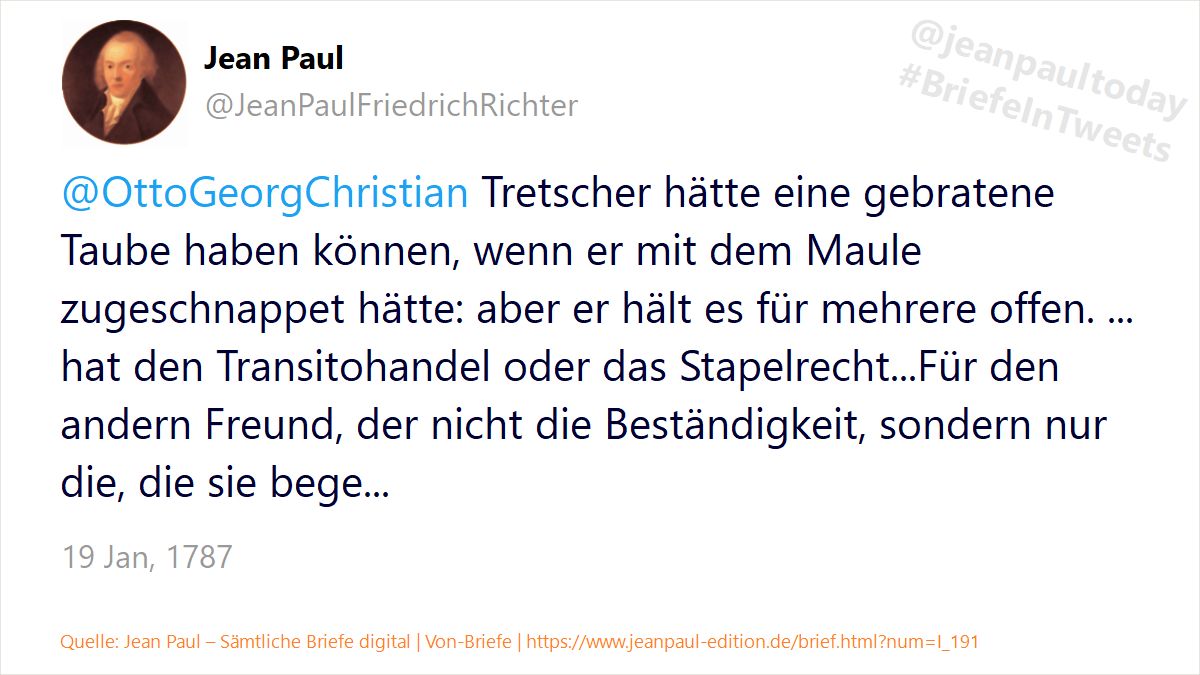 Jean Paul
@JeanPaulFriedrichRichter
@jeanpaultoday
#BriefeInTweets
@OttoGeorgChristian Tretscher hätte eine gebratene
Taube haben können, wenn er mit dem Maule
zugeschnappet hätte: aber er hält es für mehrere offen. ...
hat den Transitohandel oder das Stapelrecht...Für den
andern Freund, der nicht die Beständigkeit, sondern nur
die, die sie bege...
19 Jan, 1787
Quelle: Jean Paul – Sämtliche Briefe digital | Von-Briefe | https://www.jeanpaul-edition.de/brief.html?num=I_191